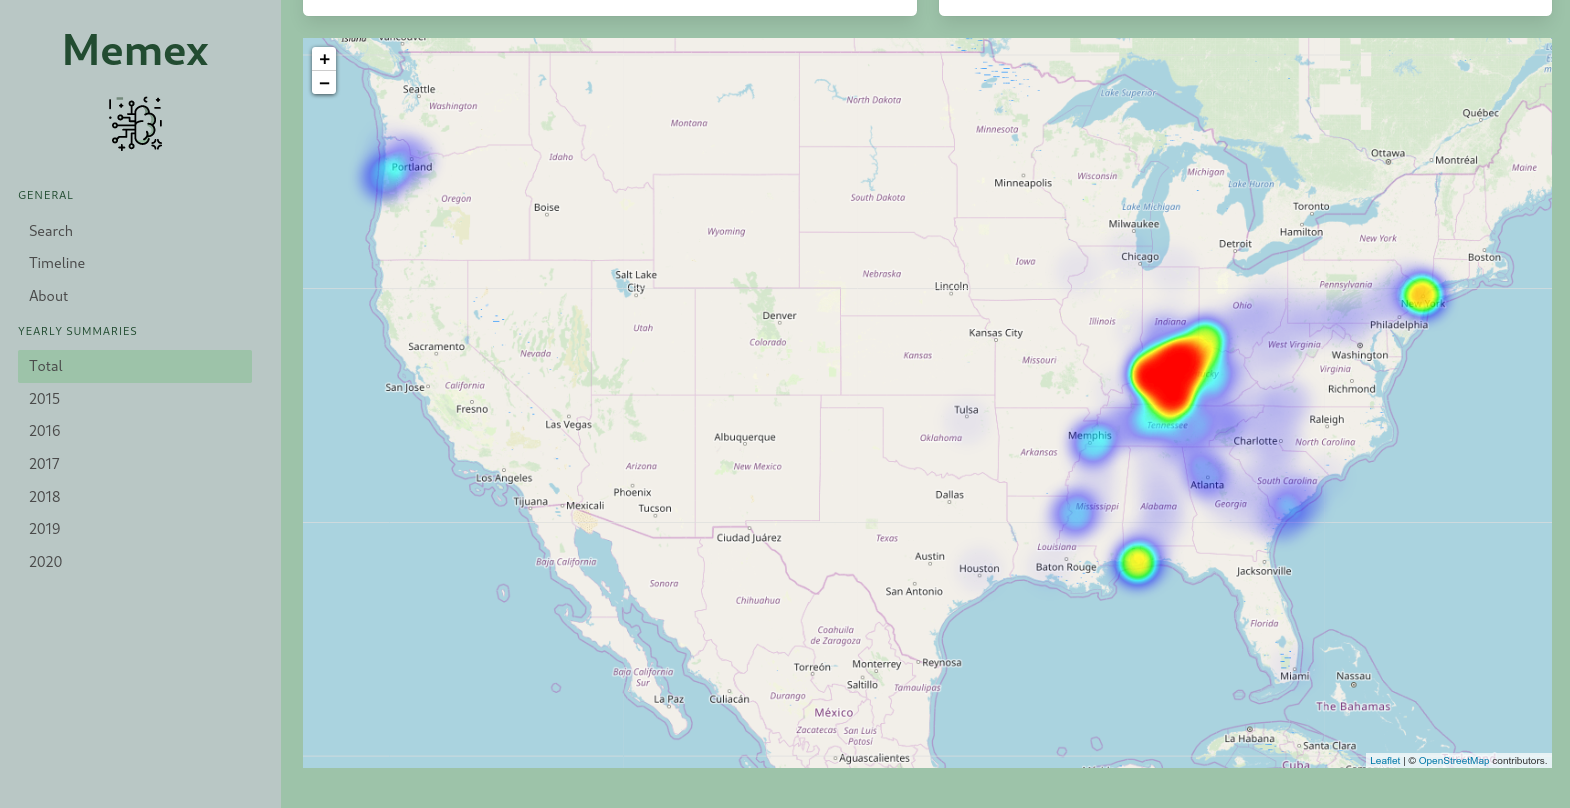 Memex
GENERAL
Search
Timeline
About
YEARLY SUMMARIES
Total
2015
2016
2017
2018
2019
2020
+
−
Vancouver
Island
Seattle
Washington
Portland
Oregon
Montana
Idaho
Boise
North Dakota
South Dakota
Minnesota
Minneapolis
Wisconsin
Lake Superior
Michigan
Lake Huron
Lake Michigan
Milwaukee
Chicago
Detroit
Toronto
Hamilton
Ottawa
Montréal
Québec
Maine
New York
Boston
Wyoming
Salt Lake
City
Nebraska
Iowa
Lincoln
Pennsylvania
New York
Philadelphia
Ohio
Indiana
Illinois
Denver
Utah
Colorado
Nevada
Sacramento
San Jose
California
Fresno
Las Vegas
Kansas City
Kansas
Missouri
West Virginia
Washington
Virginia
Richmond
Raleigh
Charlotte
North Carolina
Tennessee
Memphis
Tulsa
Oklahoma
Arkansas
Albuquerque
New Mexico
Arizona
Phoenix
Tucson
Los Angeles
Tijuana
Mexicali
Dallas
Mississippi
Alabama
Atlanta
Georgia
South Carolina
Ciudad Juárez
Texas
Louisiana
Baton Rouge
Austin
Houston
San Antonio
Jacksonville
Florida
Miami
Baja California
Sonora
Chihuahua
Coahuila
de Zaragoza
Baja California
Sur
La Paz
Culiacán
Durango
Torreón
Monterrey
Saltillo
Reynosa
Tamaulipas
México
Zacatecas
San Luis
Potosí
Aguascalientes
Nassau
The Bahamas
La Habana
Santa Clara
Cuba
Leaflet | © OpenStreetMap contributors.